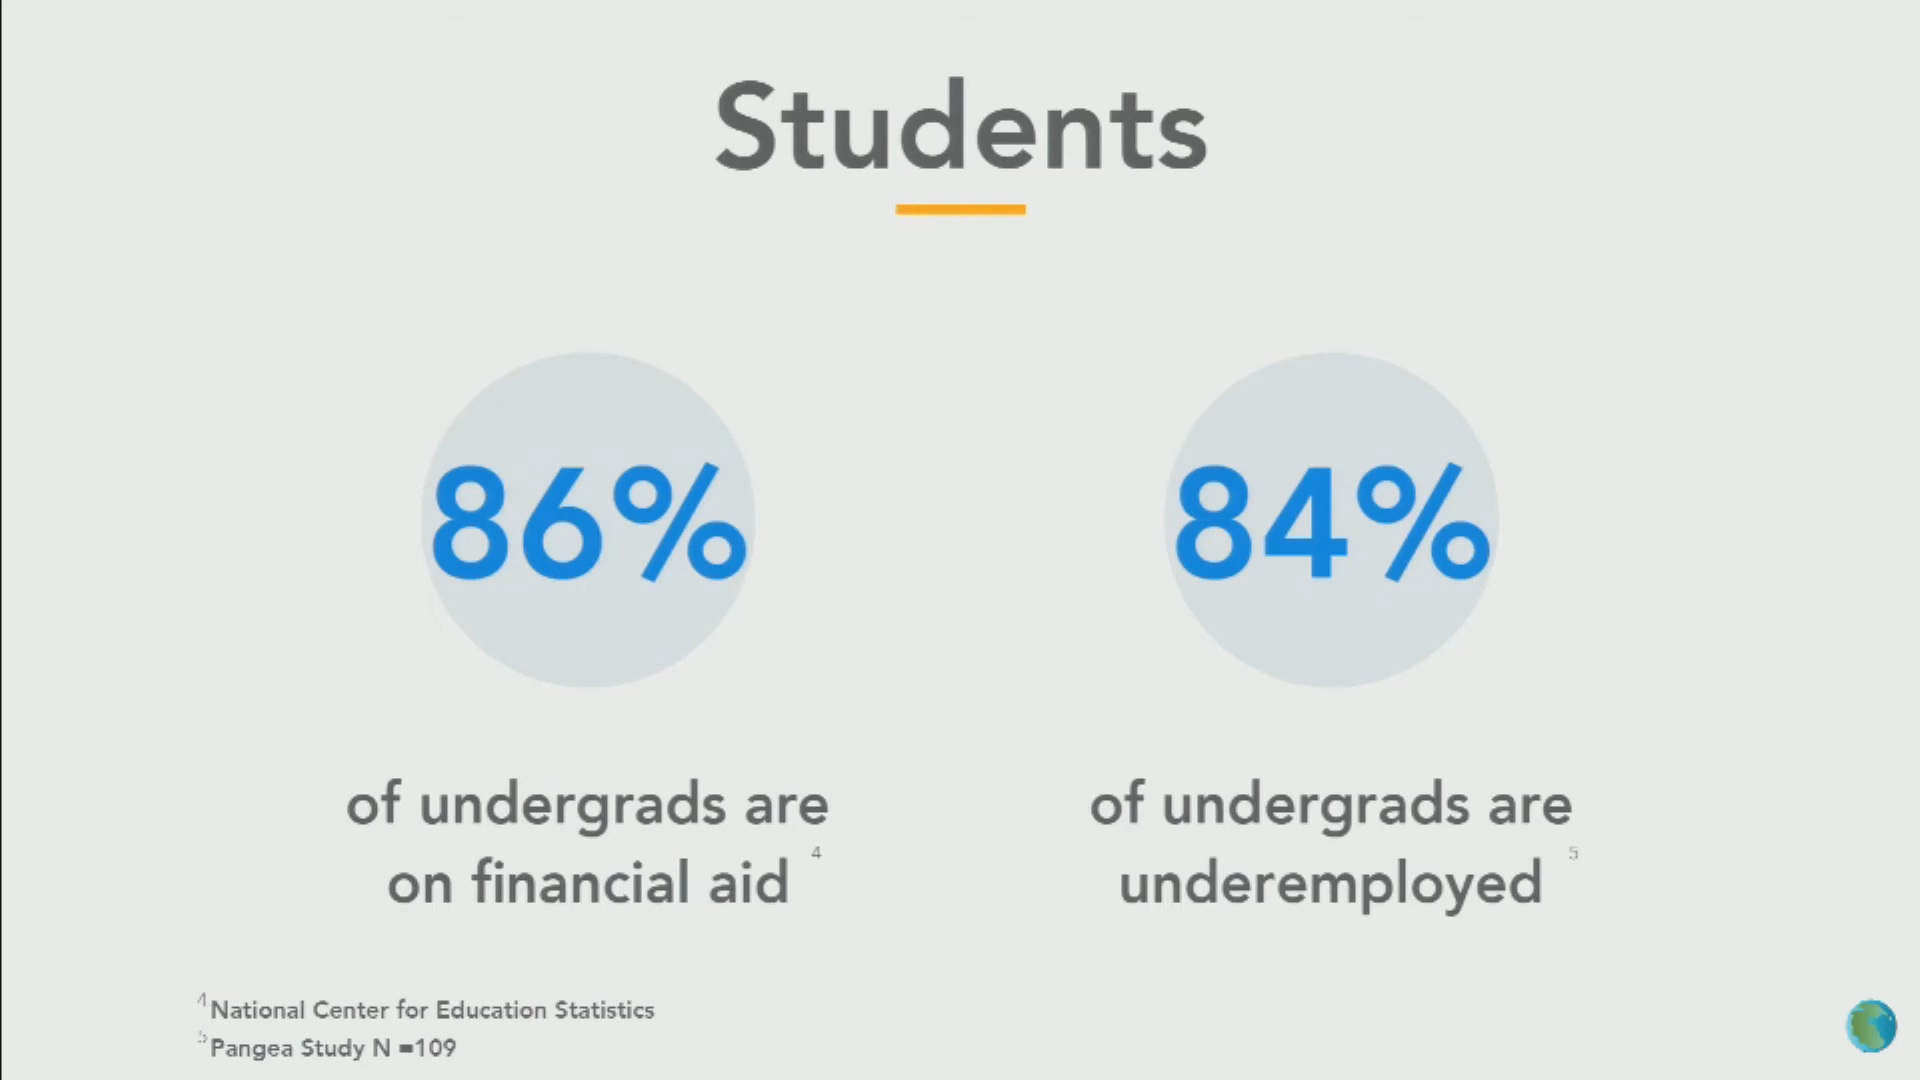 Students
86%
84%
of undergrads are
on financial aid 4
of undergrads are
underemployed 5
4 National Center for Education Statistics
5 Pangea Study N =109